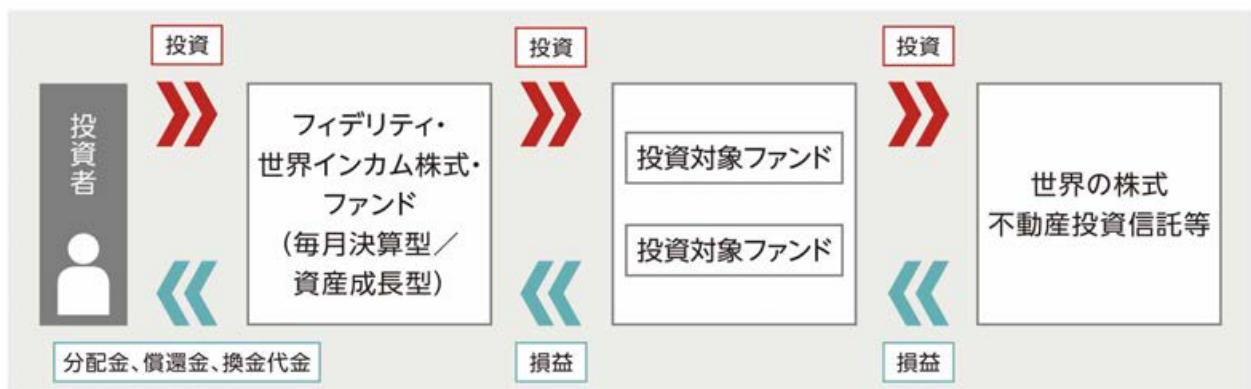 投資
投資
投資
投資者
フィデリティ・
世界インカム株式・
ファンド
(毎月決算型／
資産成長型)
投資対象ファンド
投資対象ファンド
世界の株式
不動産投資信託等
分配金、償還金、換金代金
損益
損益